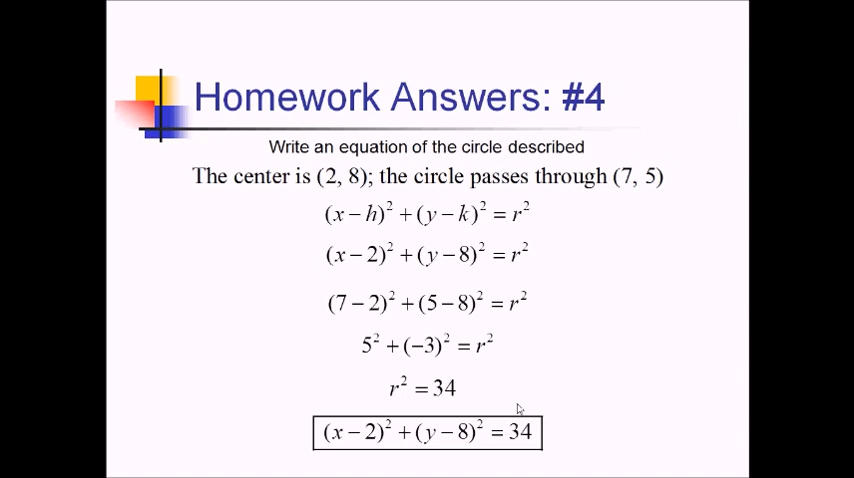 Homework Answers: #4
Write an equation of the circle described
The center is (2, 8); the circle passes through (7, 5)
(x − h)² + (y − k)² = r²
(x − 2)² + (y − 8)² = r²
(7 − 2)² + (5 − 8)² = r²
5² + (−3)² = r²
r² = 34
(x − 2)² + (y − 8)² = 34